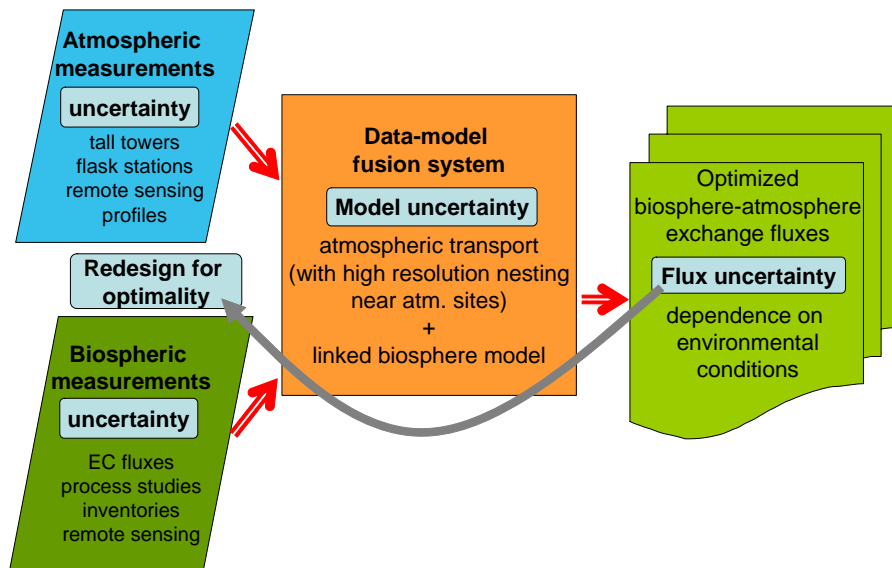 Atmospheric
measurements
uncertainty
tall towers
flask stations
remote sensing
profiles
Redesign for
optimality
Biospheric
measurements
uncertainty
EC fluxes
process studies
inventories
remote sensing
Data-model
fusion system
Model uncertainty
atmospheric transport
(with high resolution nesting
near atm. sites)
+
linked biosphere model
Optimized
biosphere-atmosphere
exchange fluxes
Flux uncertainty
dependence on
environmental
conditions